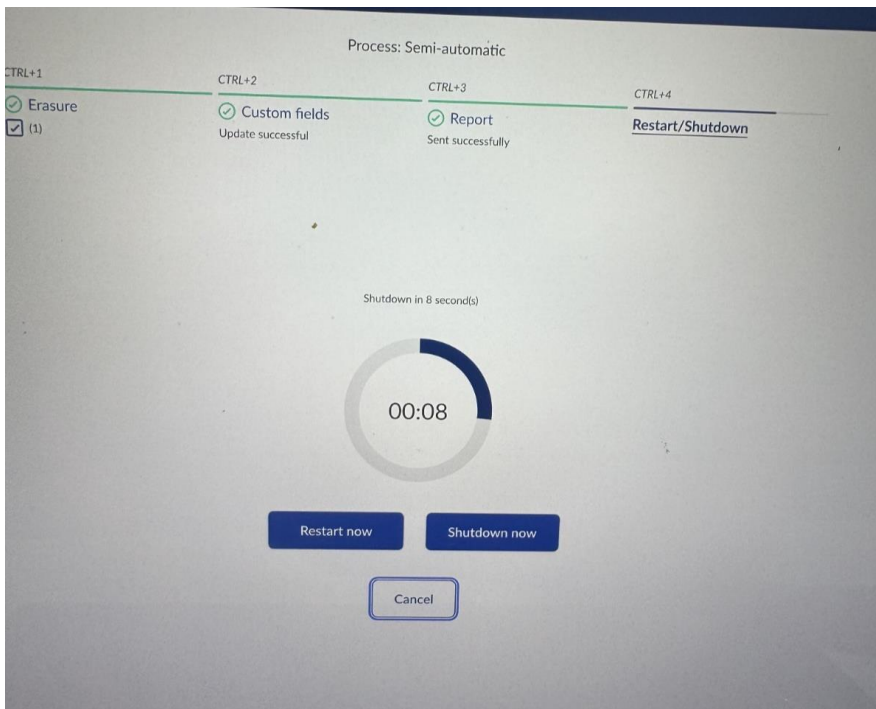 Process: Semi-automatic
CTRL+1
Erasure
(1)
CTRL+2
Custom fields
Update successful
CTRL+3
Report
Sent successfully
CTRL+4
Restart/Shutdown
Shutdown in 8 second(s)
00:08
Restart now
Shutdown now
Cancel